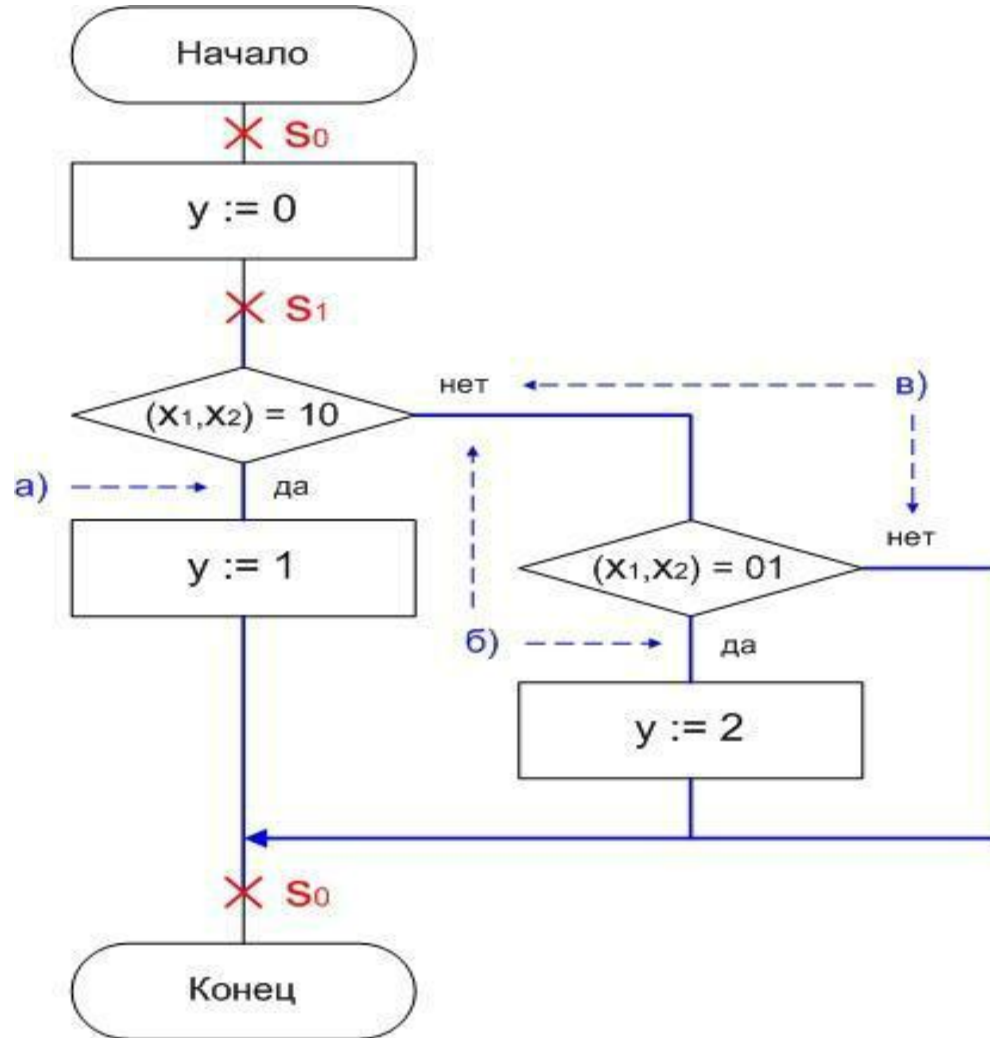 Начало
S0
y := 0
S1
(x1,x2) = 10
нет
в)
а)
да
нет
y := 1
(x1,x2) = 01
б)
да
y := 2
S0
Конец